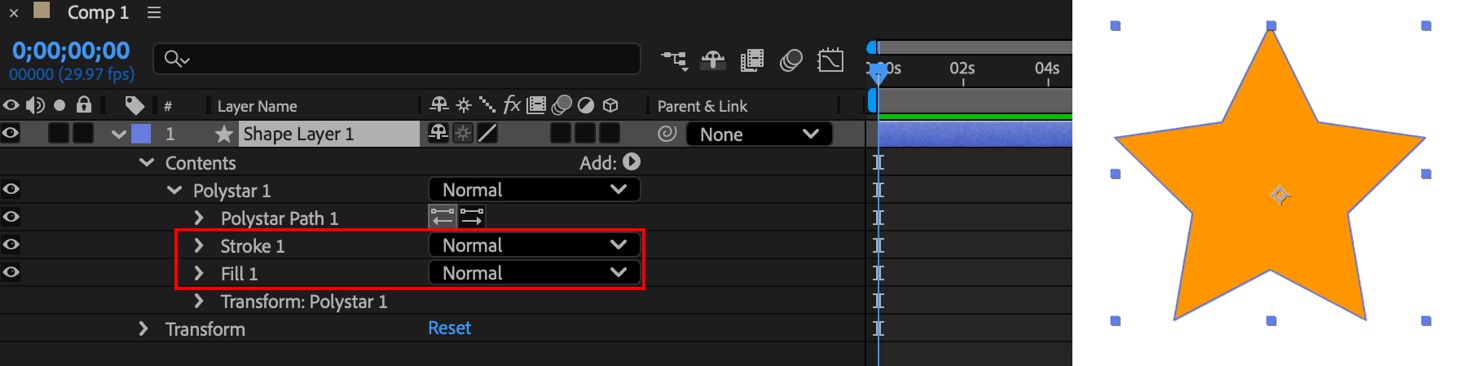 × Comp 1 ≡
0;00;00;00
00000 (29.97 fps)
00s 02s 04s
# Layer Name fx Parent & Link
1 Shape Layer 1 None
Contents Add:
Polystar 1 Normal
Polystar Path 1
Stroke 1 Normal
Fill 1 Normal
Transform: Polystar 1
Transform Reset